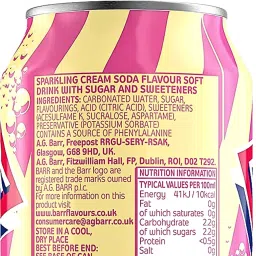 SPARKLING CREAM SODA FLAVOUR SOFT
DRINK WITH SUGAR AND SWEETENERS
INGREDIENTS: CARBONATED WATER, SUGAR,
FLAVOURINGS, ACID (CITRIC ACID), SWEETENERS
(ACESULFAME K, SUCRALOSE, ASPARTAME),
PRESERVATIVE (POTASSIUM SORBATE)
CONTAINS A SOURCE OF PHENYLALANINE
A.G. Barr, Freepost RRGU-SERY-RSAK,
Glasgow, G68 9HD, UK.
A.G. Barr, Fitzwilliam Hall, FP, Dublin, ROI, D02 T292.
BARR and the Barr logo are
registered trade marks owned
by A.G. BARR p.l.c.
For more information on this
product visit
www.barrflavours.co.uk
consumercare@agbarr.co.uk
STORE IN A COOL,
DRY PLACE
BEST BEFORE END:
SEE BASE OF CAN
NUTRITION INFORMATION
TYPICAL VALUES PER 100ml
Energy 41kJ/10kcal
Fat 0g
of which saturates 0g
Carbohydrate 2.2g
of which sugars 2.2g
Protein <0.5g
Salt 0g